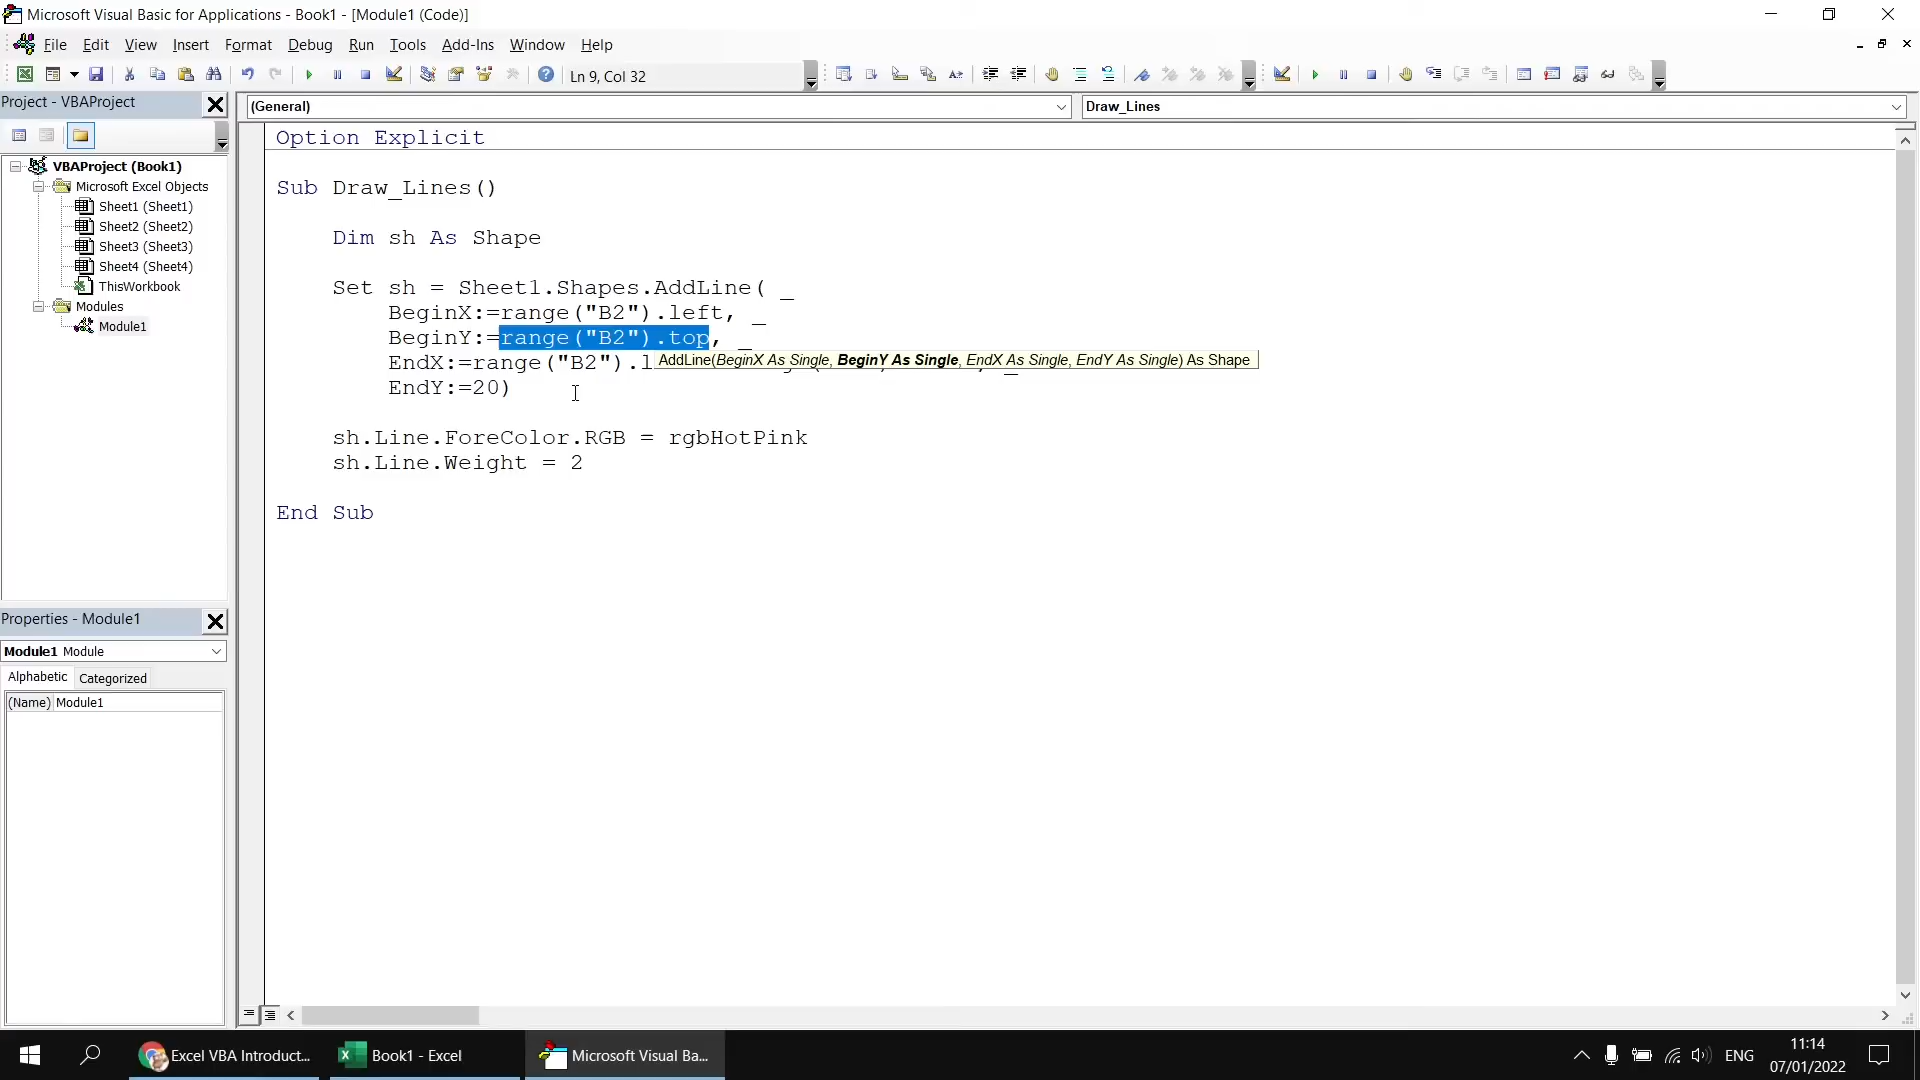 Microsoft Visual Basic for Applications - Book1 - [Module1 (Code)]
File Edit View Insert Format Debug Run Tools Add-Ins Window Help
Ln 9, Col 32
Project - VBAProject
(General)
Draw_Lines
VBAProject (Book1)
Microsoft Excel Objects
Sheet1 (Sheet1)
Sheet2 (Sheet2)
Sheet3 (Sheet3)
Sheet4 (Sheet4)
ThisWorkbook
Modules
Module1
Properties - Module1
Module1 Module
Alphabetic Categorized
(Name) Module1
Option Explicit
Sub Draw_Lines()
Dim sh As Shape
Set sh = Sheet1.Shapes.AddLine( _
BeginX:=range("B2").left, _
BeginY:=range("B2").top, _
EndX:=range("B2").l
AddLine(BeginX As Single, BeginY As Single, EndX As Single, EndY As Single) As Shape
EndY:=20)
sh.Line.ForeColor.RGB = rgbHotPink
sh.Line.Weight = 2
End Sub
Excel VBA Introduct...
Book1 - Excel
Microsoft Visual Ba...
ENG
11:14
07/01/2022